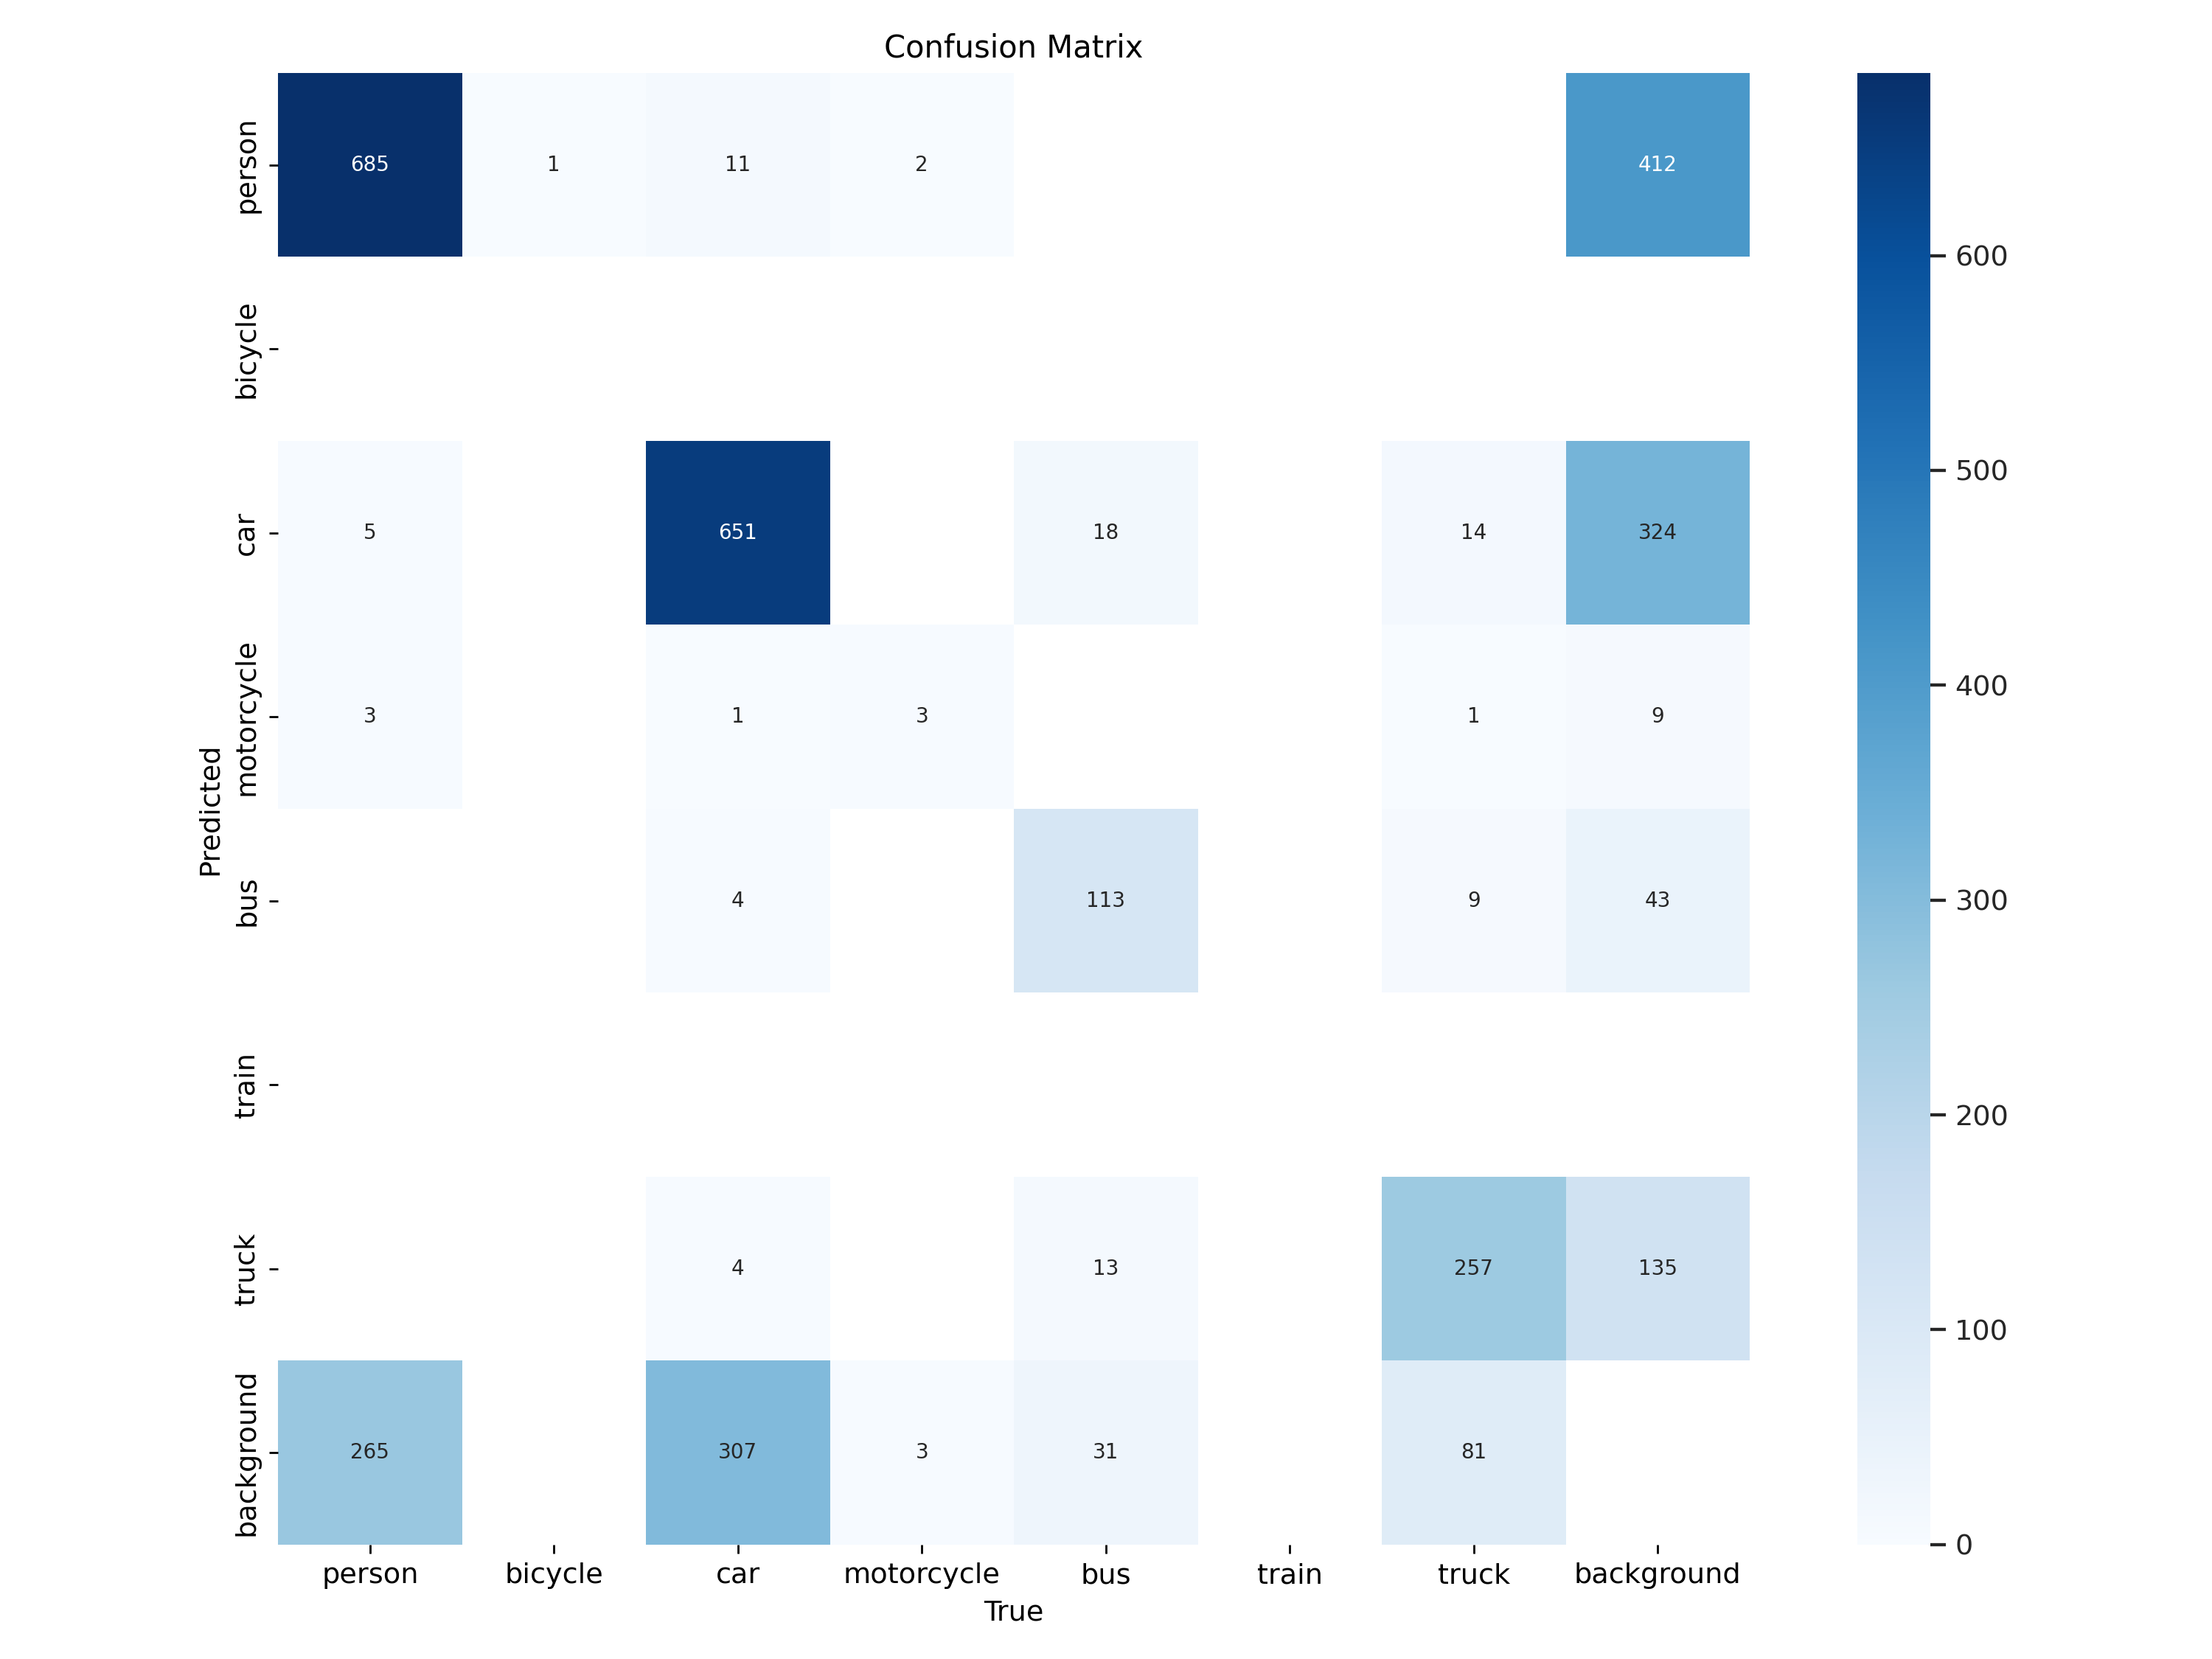 Confusion Matrix
person
685 1 11 2 412
600
bicycle
500
car
5 651 18 14 324
400
motorcycle
3 1 3 1 9
Predicted
300
bus
4 113 9 43
train
200
truck
4 13 257 135
100
background
265 307 3 31 81
0
person bicycle car motorcycle bus train truck background
True